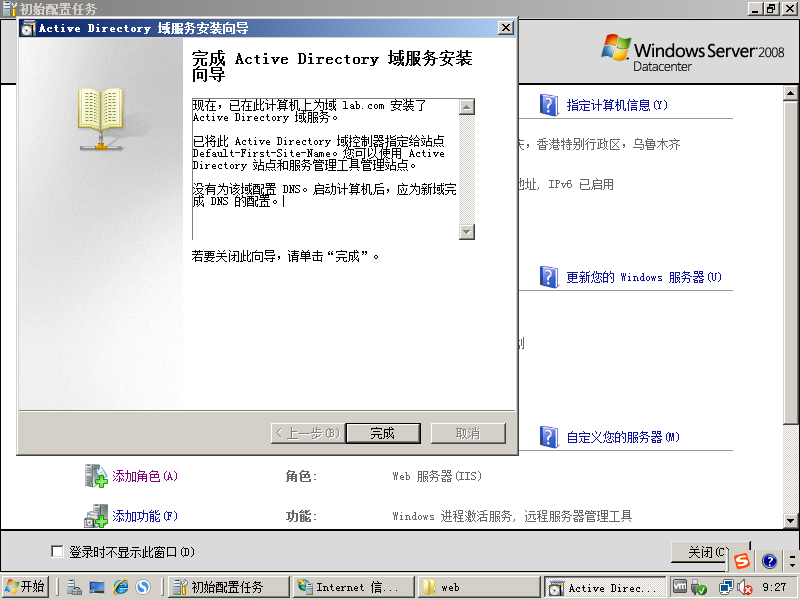 初始配置任务
Active Directory 域服务安装向导
完成 Active Directory 域服务安装
向导
现在，已在此计算机上为域 lab.com 安装了
Active Directory 域服务。
已将此 Active Directory 域控制器指定给站点
Default-First-Site-Name。您可以使用 Active
Directory 站点和服务管理工具管理站点。
没有为该域配置 DNS。启动计算机后，应为新域完
成 DNS 的配置。
若要关闭此向导，请单击“完成”。
< 上一步(B)
完成
取消
Windows Server 2008
Datacenter
指定计算机信息(Y)
，香港特别行政区，乌鲁木齐
地址, IPv6 已启用
更新您的 Windows 服务器(U)
自定义您的服务器(M)
添加角色(A)
角色:
Web 服务器(IIS)
添加功能(F)
功能:
Windows 进程激活服务, 远程服务器管理工具
登录时不显示此窗口(D)
关闭(C
开始
初始配置任务
Internet 信...
web
Active Direc...
9:27